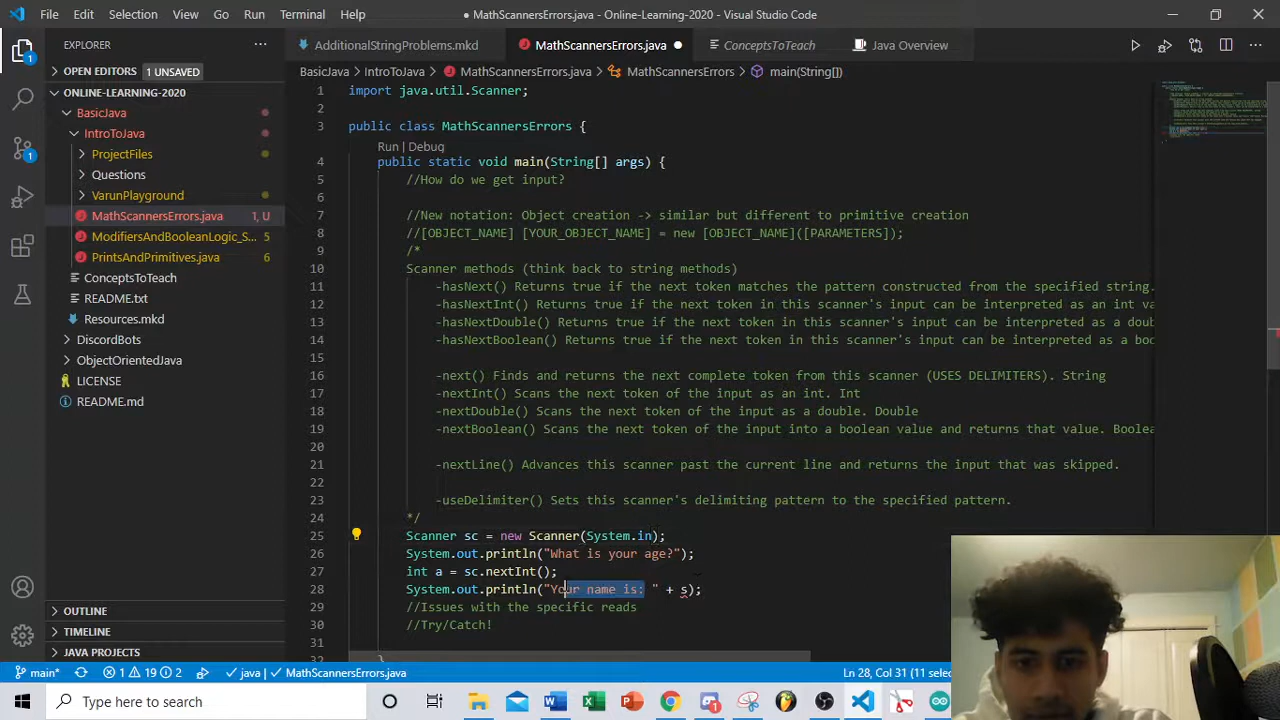 File Edit Selection View Go Run Terminal Help
● MathScannersErrors.java - Online-Learning-2020 - Visual Studio Code
EXPLORER
AdditionalStringProblems.mkd
MathScannersErrors.java
ConceptsToTeach
Java Overview
OPEN EDITORS 1 UNSAVED
BasicJava > IntroToJava > MathScannersErrors.java > MathScannersErrors > main(String[])
ONLINE-LEARNING-2020
BasicJava
IntroToJava
ProjectFiles
Questions
VarunPlayground
MathScannersErrors.java 1, U
ModifiersAndBooleanLogic_S... 5
PrintsAndPrimitives.java 6
ConceptsToTeach
README.txt
Resources.mkd
DiscordBots
ObjectOrientedJava
LICENSE
README.md
OUTLINE
TIMELINE
JAVA PROJECTS
1 import java.util.Scanner;
2
3 public class MathScannersErrors {
Run | Debug
4 public static void main(String[] args) {
5 //How do we get input?
6
7 //New notation: Object creation -> similar but different to primitive creation
8 //[OBJECT_NAME] [YOUR_OBJECT_NAME] = new [OBJECT_NAME]([PARAMETERS]);
9 /*
10 Scanner methods (think back to string methods)
11 -hasNext() Returns true if the next token matches the pattern constructed from the specified string.
12 -hasNextInt() Returns true if the next token in this scanner's input can be interpreted as an int va
13 -hasNextDouble() Returns true if the next token in this scanner's input can be interpreted as a doub
14 -hasNextBoolean() Returns true if the next token in this scanner's input can be interpreted as a boo
15
16 -next() Finds and returns the next complete token from this scanner (USES DELIMITERS). String
17 -nextInt() Scans the next token of the input as an int. Int
18 -nextDouble() Scans the next token of the input as a double. Double
19 -nextBoolean() Scans the next token of the input into a boolean value and returns that value. Boolea
20
21 -nextLine() Advances this scanner past the current line and returns the input that was skipped.
22
23 -useDelimiter() Sets this scanner's delimiting pattern to the specified pattern.
24 */
25 Scanner sc = new Scanner(System.in);
26 System.out.println("What is your age?");
27 int a = sc.nextInt();
28 System.out.println("Your name is: " + s);
29 //Issues with the specific reads
30 //Try/Catch!
31
32 }
main* 1 19 2 java MathScannersErrors.java
Ln 28, Col 31 (11 selec
Type here to search